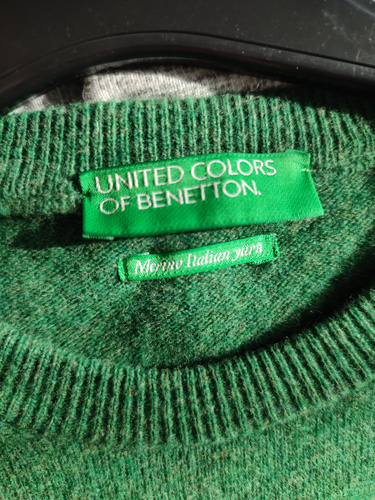 UNITED COLORS
OF BENETTON.
Merino Italian yarn